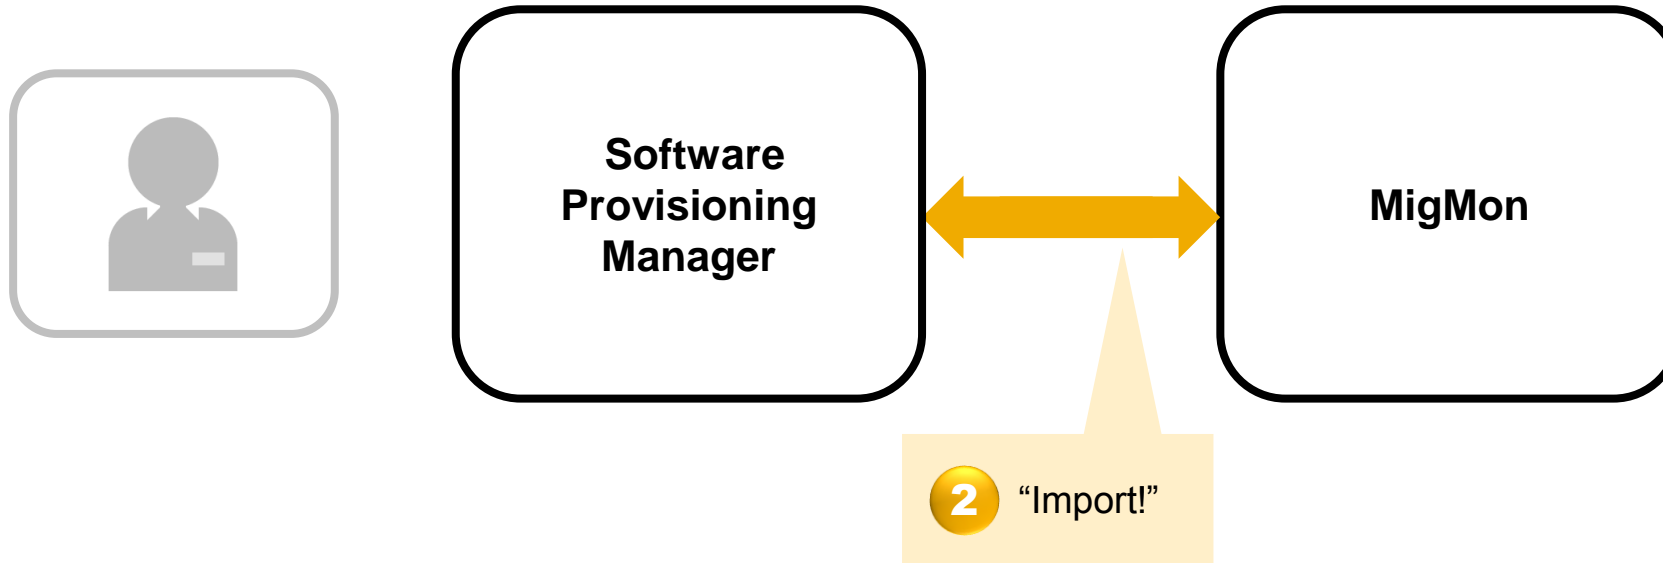 Software
Provisioning
Manager
MigMon
2 “Import!”